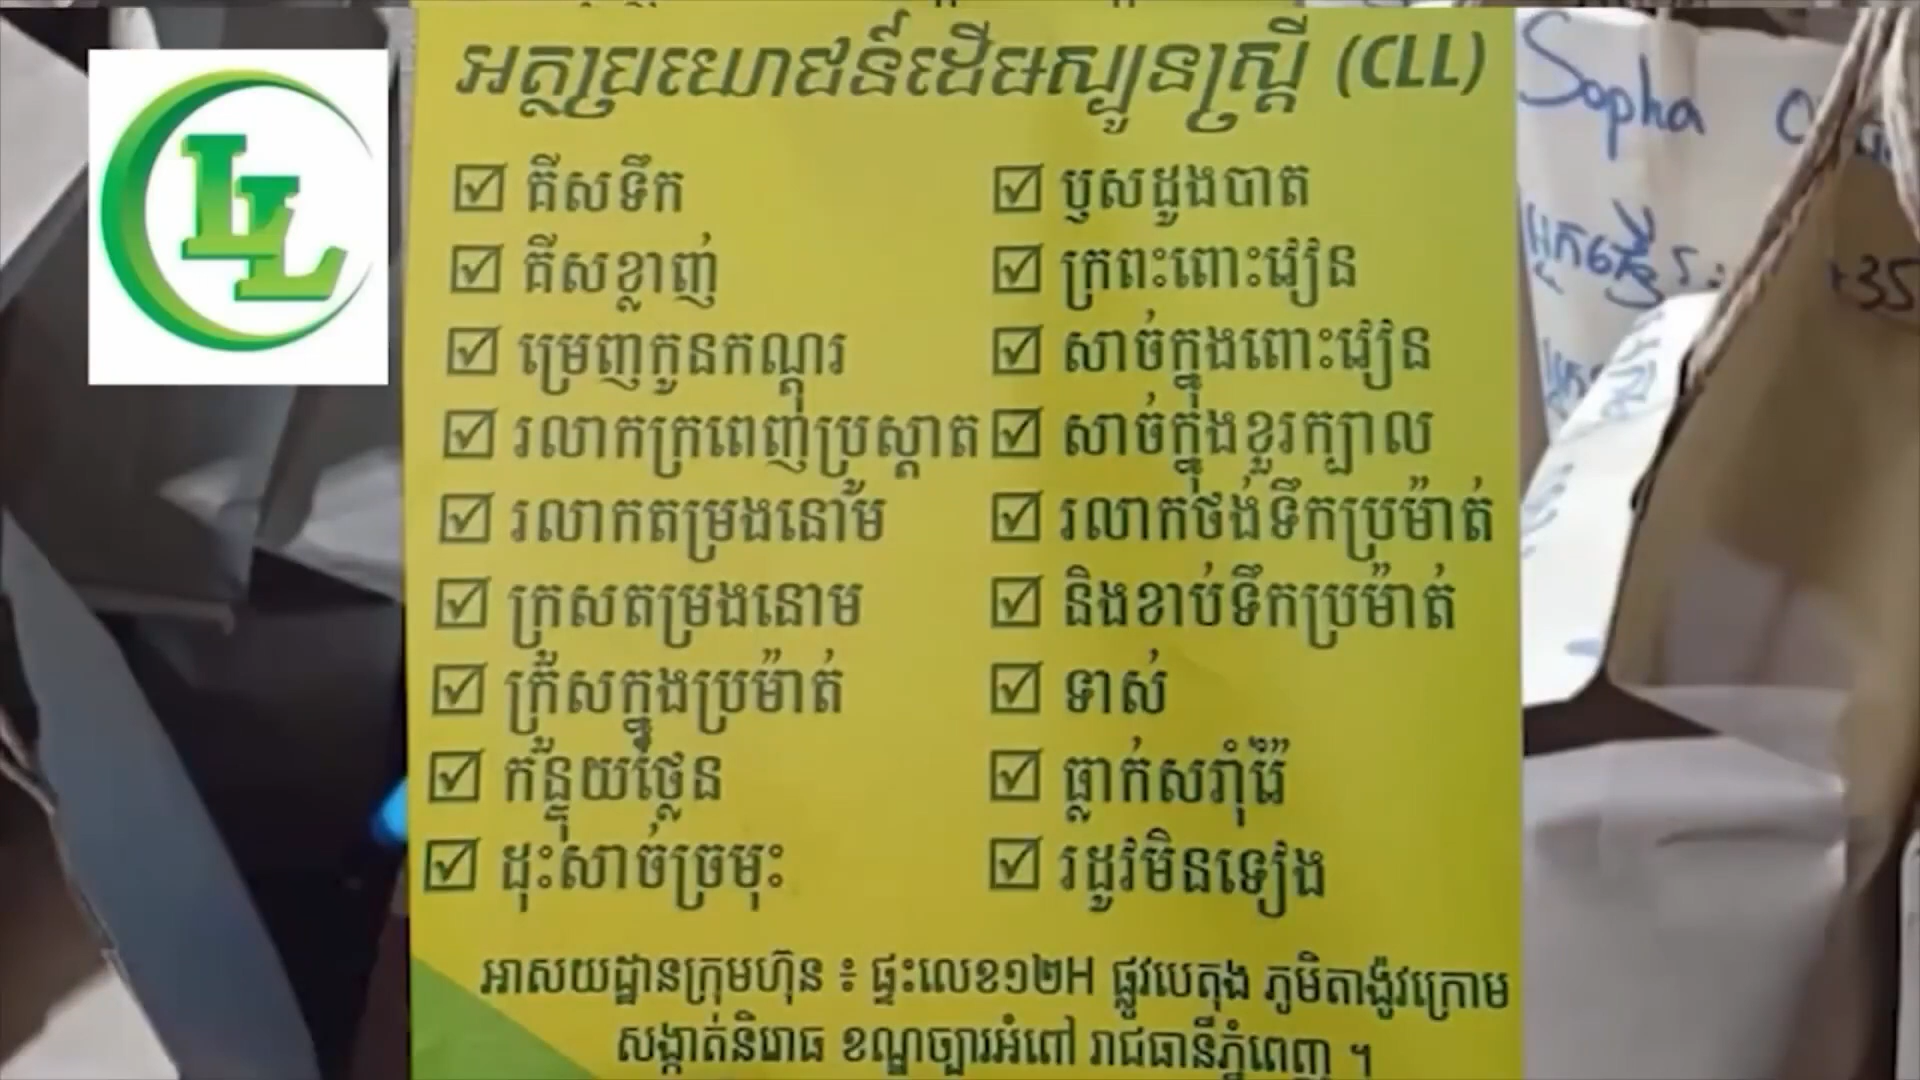 អត្ថប្រយោជន៍ដើមស្បូនស្ត្រី (CLL)
គីសទឹក
គីសខ្លាញ់
ម្រេញកូនកណ្ដុរ
រលាកក្រពេញប្រូស្តាត
រលាកតម្រងនោម
ក្រួសតម្រងនោម
គ្រួសក្នុងប្រម៉ាត់
កន្ទុយថ្លែន
ដុះសាច់ច្រមុះ
ឫសដូងបាត
ក្រពះពោះវៀន
សាច់ក្នុងពោះវៀន
សាច់ក្នុងខួរក្បាល
រលាកថង់ទឹកប្រម៉ាត់
និងខាប់ទឹកប្រម៉ាត់
ទាស់
ធ្លាក់សរ៉ាំរ៉ៃ
រដូវមិនទៀង
អាសយដ្ឋានក្រុមហ៊ុន ៖ ផ្ទះលេខ១២H ផ្លូវបេតុង ភូមិតាង៉ូវក្រោម
សង្កាត់និរោធ ខណ្ឌច្បារអំពៅ រាជធានីភ្នំពេញ ។
LL
Sopha